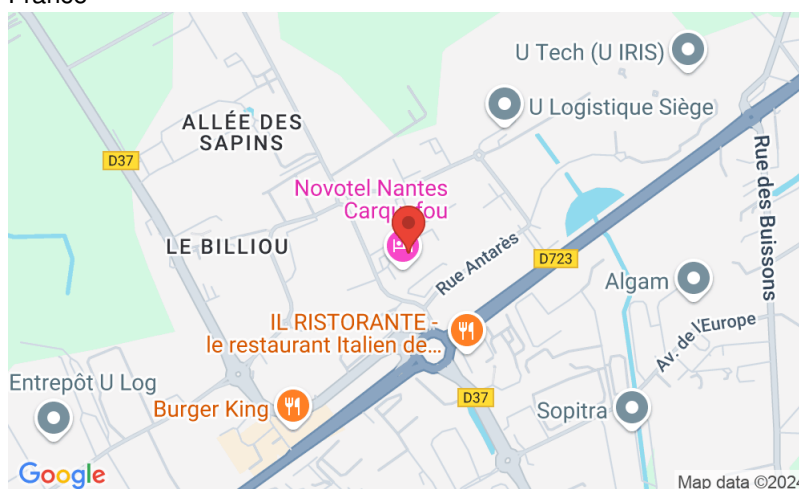 France
U Tech (U IRIS)
U Logistique Siège
ALLÉE DES
SAPINS
D37
Rue des Buissons
Novotel Nantes
Carquefou
LE BILLIOU
Rue Antarès
D723
Algam
IL RISTORANTE -
le restaurant Italien de...
Av. de l'Europe
Entrepôt U Log
Burger King
D37
Sopitra
Google
Map data ©2024